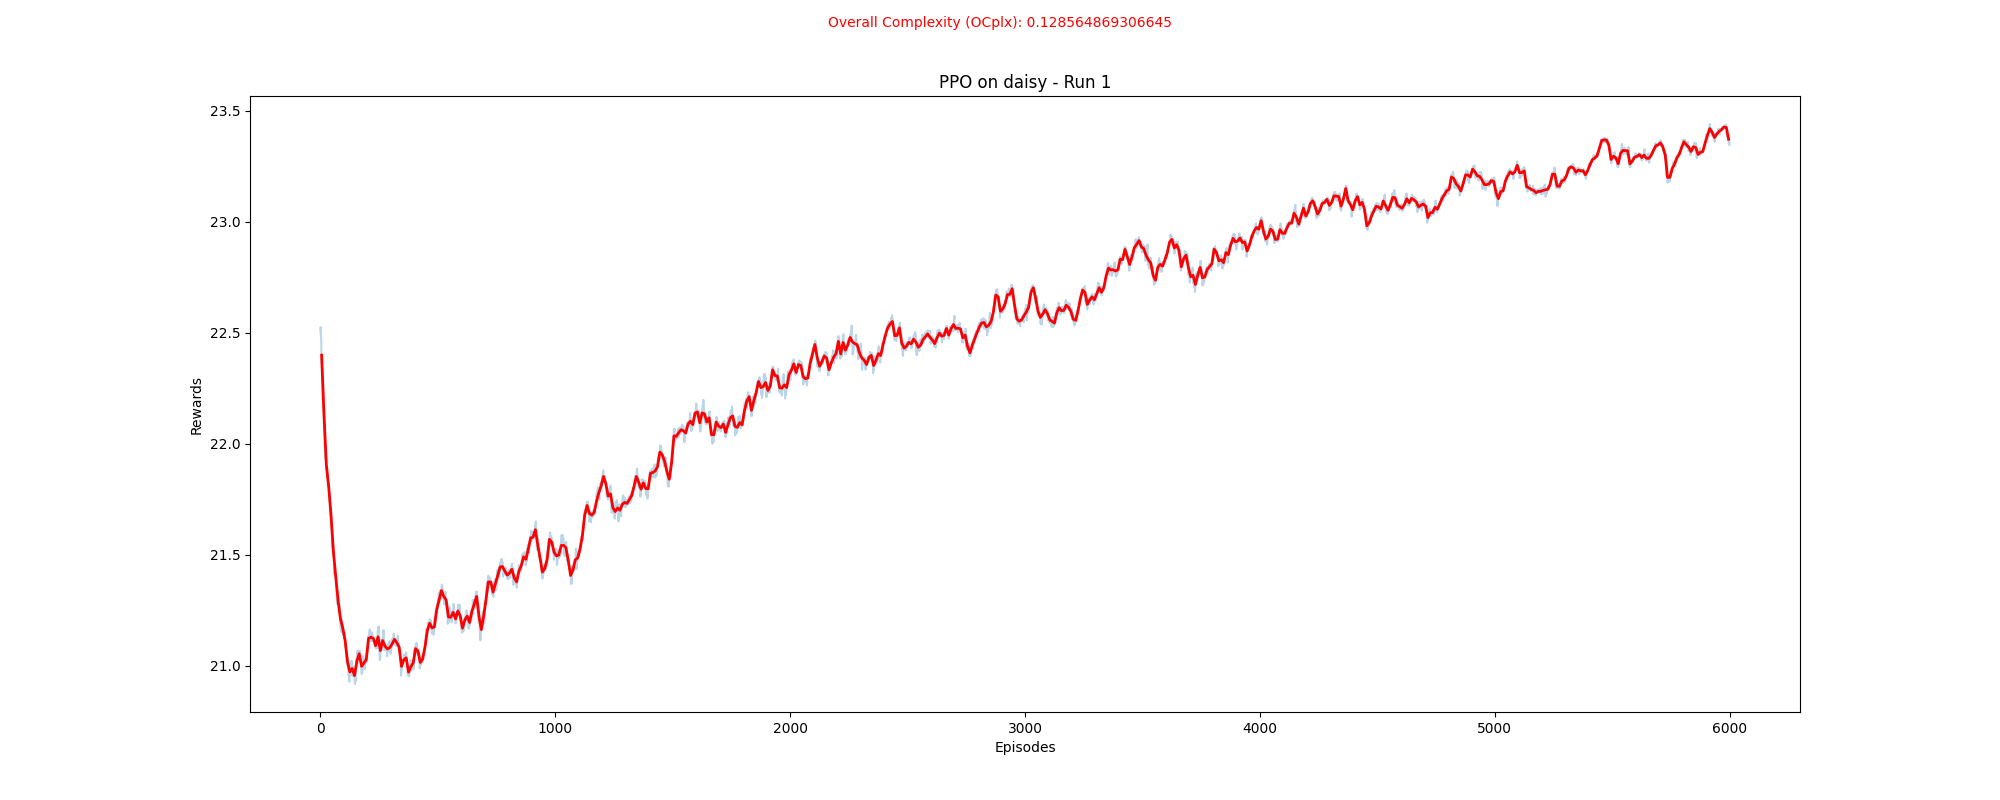 Overall Complexity (OCplx): 0.128564869306645
PPO on daisy - Run 1
23.5
23.0
22.5
22.0
21.5
21.0
Rewards
0 1000 2000 3000 4000 5000 6000
Episodes